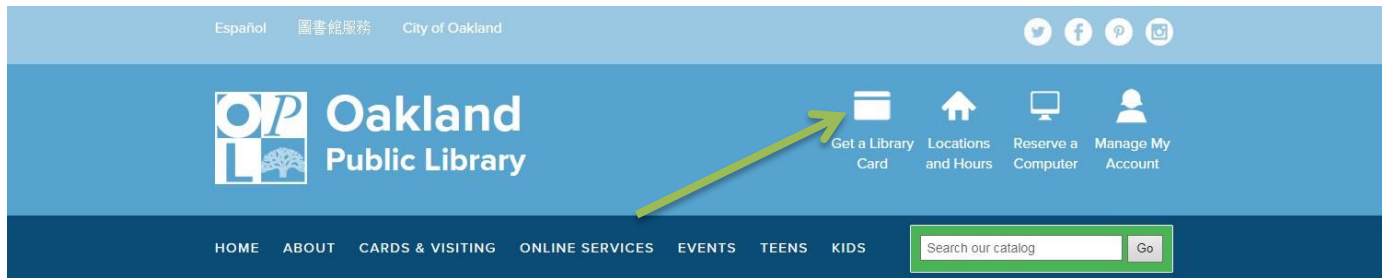 Español 圖書館服務 City of Oakland
OPL
Oakland
Public Library
Get a Library Card
Locations and Hours
Reserve a Computer
Manage My Account
HOME ABOUT CARDS & VISITING ONLINE SERVICES EVENTS TEENS KIDS
Search our catalog Go